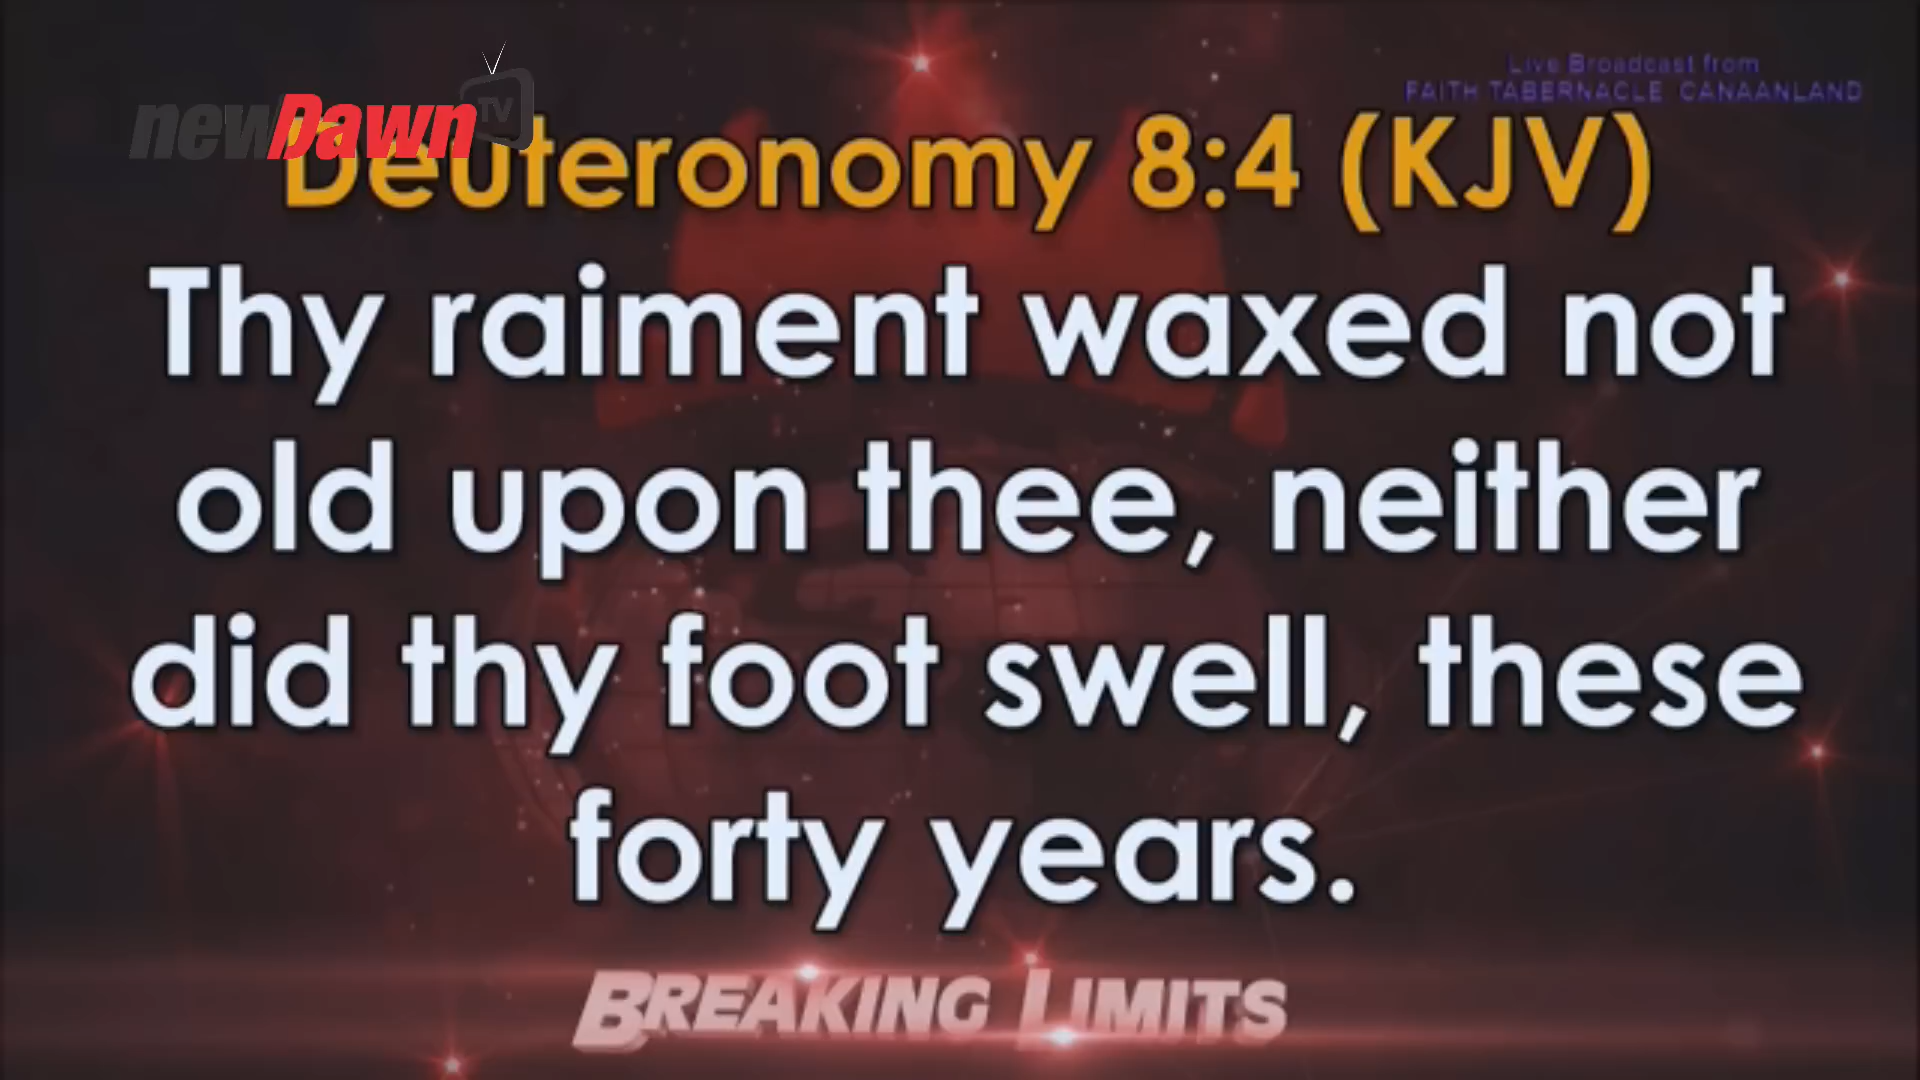 Live Broadcast from
FAITH TABERNACLE CANAANLAND
newDawn TV
Deuteronomy 8:4 (KJV)
Thy raiment waxed not
old upon thee, neither
did thy foot swell, these
forty years.
BREAKING LIMITS